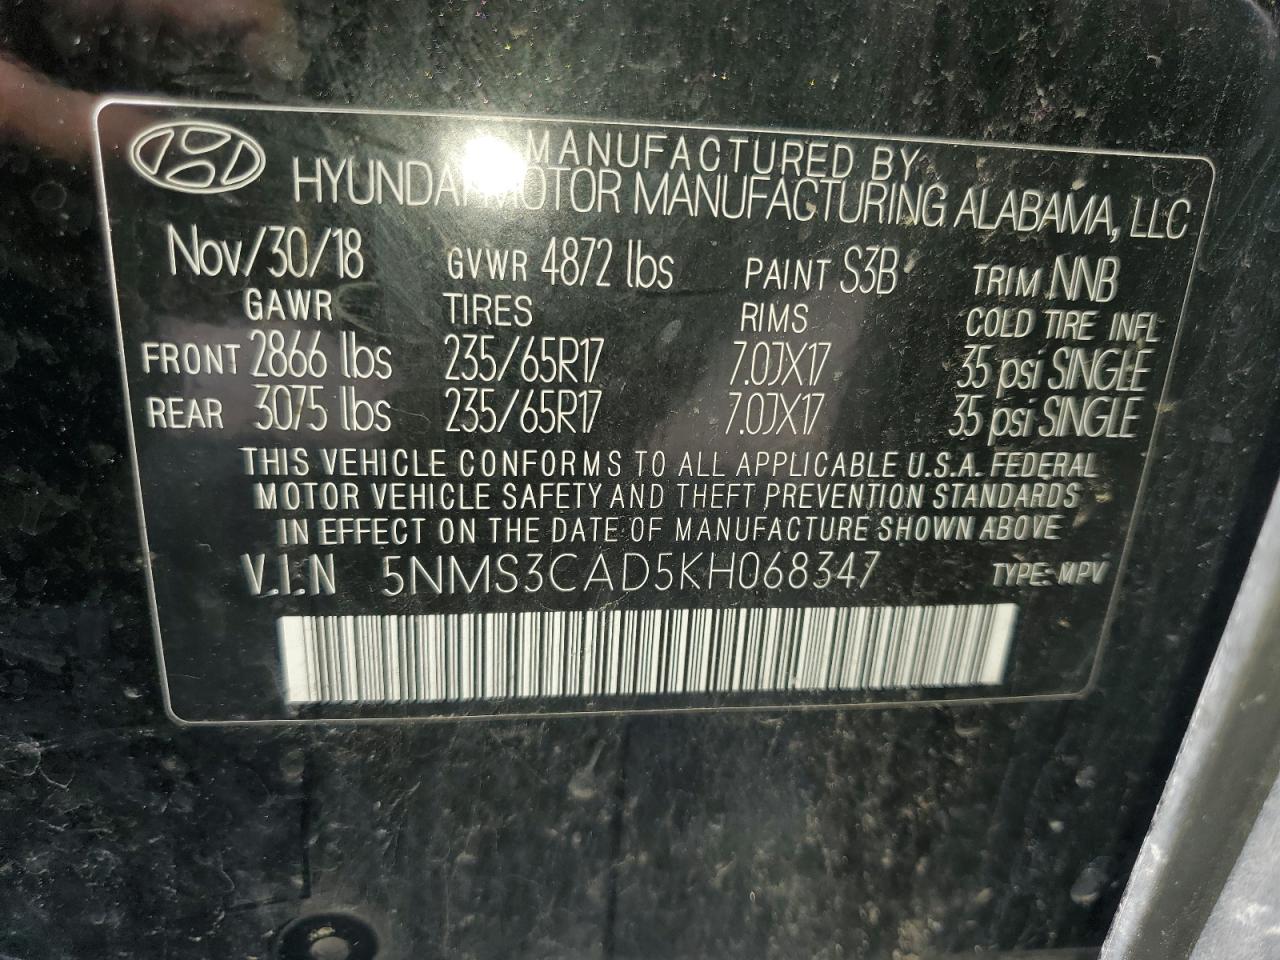 MANUFACTURED BY
HYUNDAI MOTOR MANUFACTURING ALABAMA, LLC
Nov/30/18 GVWR 4872 lbs PAINT S3B TRIM NNB
GAWR TIRES RIMS COLD TIRE INFL
FRONT 2866 lbs 235/65R17 7.0JX17 35 psi SINGLE
REAR 3075 lbs 235/65R17 7.0JX17 35 psi SINGLE
THIS VEHICLE CONFORMS TO ALL APPLICABLE U.S.A. FEDERAL
MOTOR VEHICLE SAFETY AND THEFT PREVENTION STANDARDS
IN EFFECT ON THE DATE OF MANUFACTURE SHOWN ABOVE
V.I.N 5NMS3CAD5KH068347 TYPE: MPV